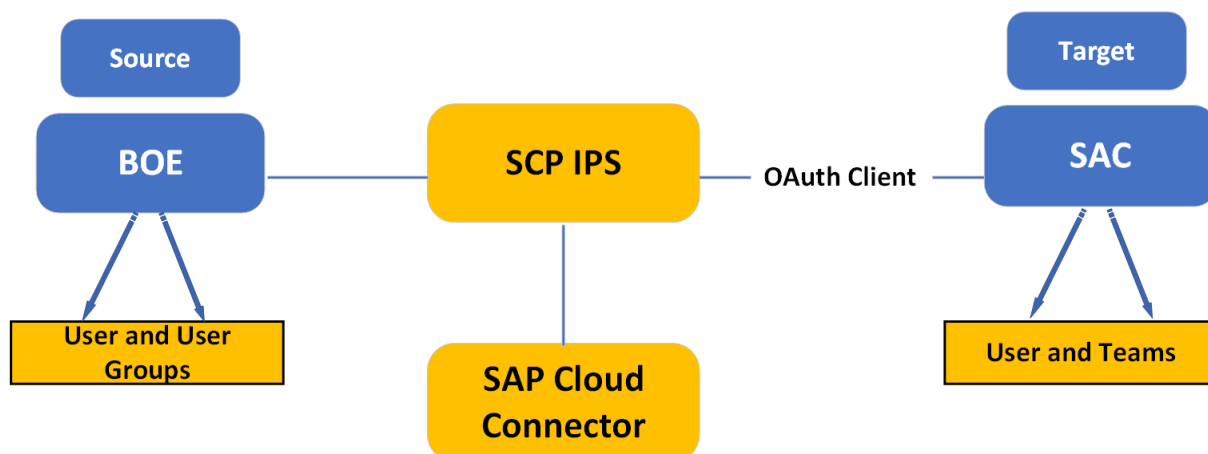 Source
Target
BOE
SCP IPS
OAuth Client
SAC
User and User
Groups
User and Teams
SAP Cloud
Connector